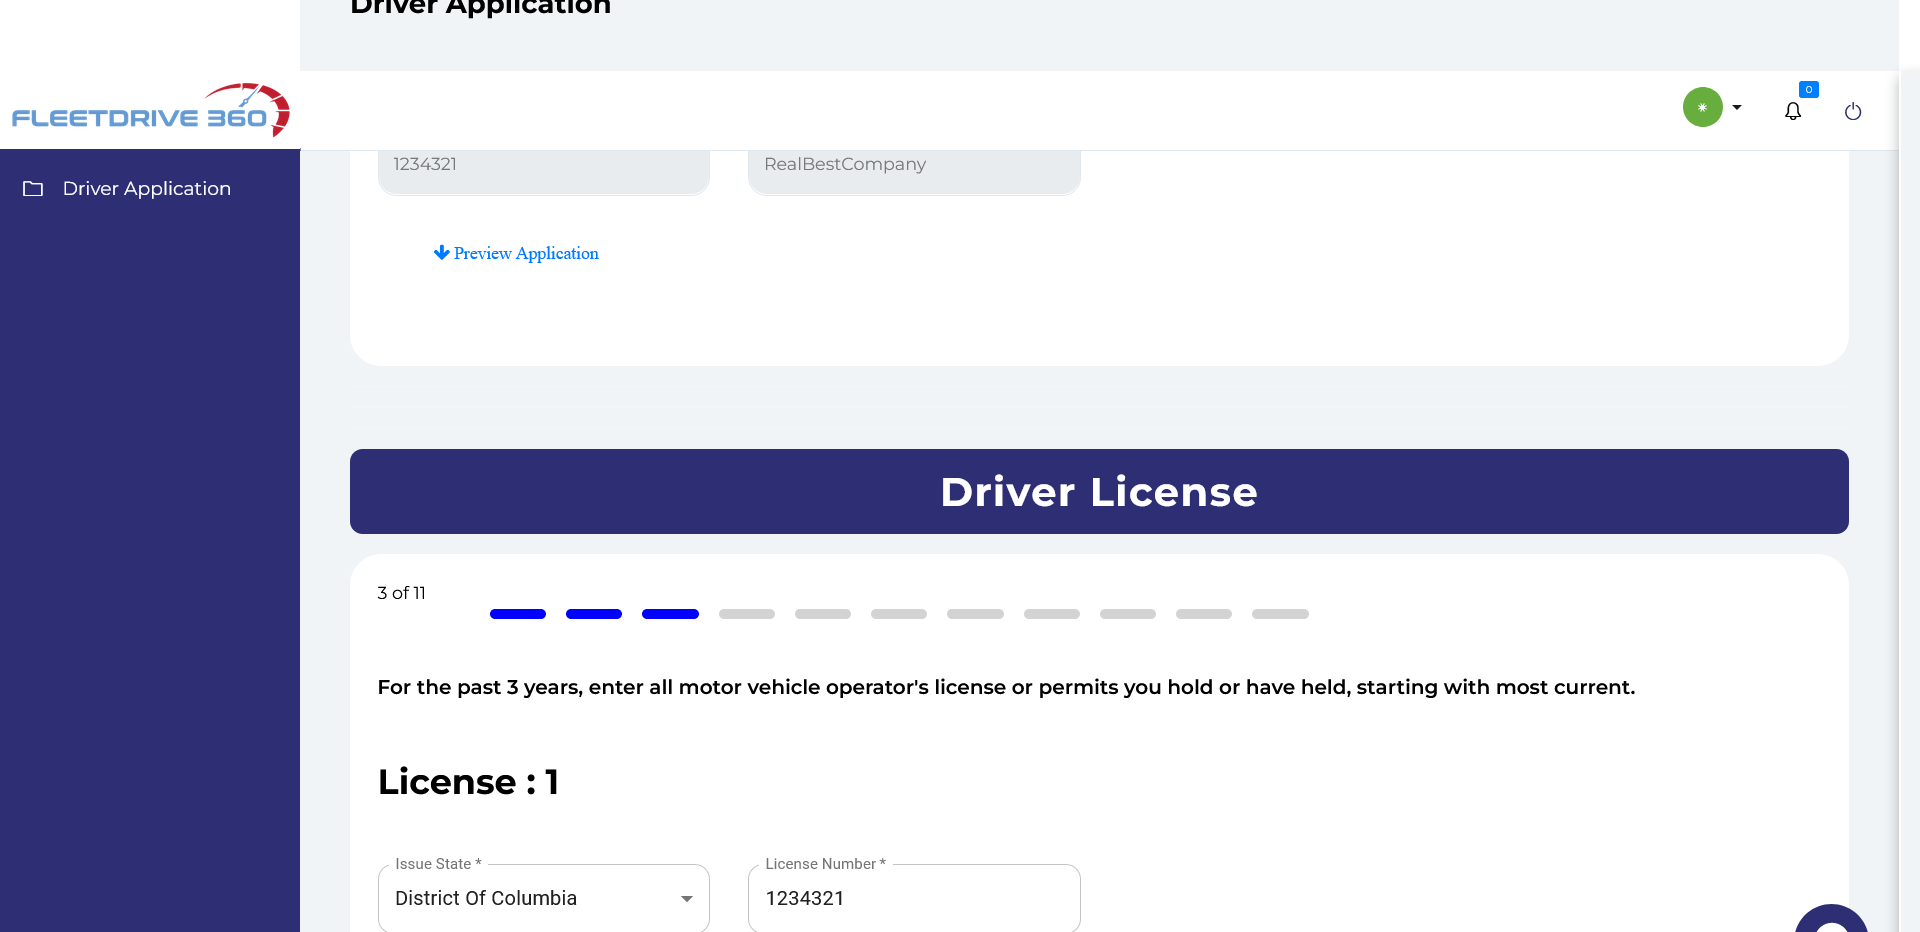 Driver Application
FLEETDRIVE 360
0
Driver Application
1234321
RealBestCompany
Preview Application
Driver License
3 of 11
For the past 3 years, enter all motor vehicle operator's license or permits you hold or have held, starting with most current.
License : 1
Issue State *
District Of Columbia
License Number *
1234321